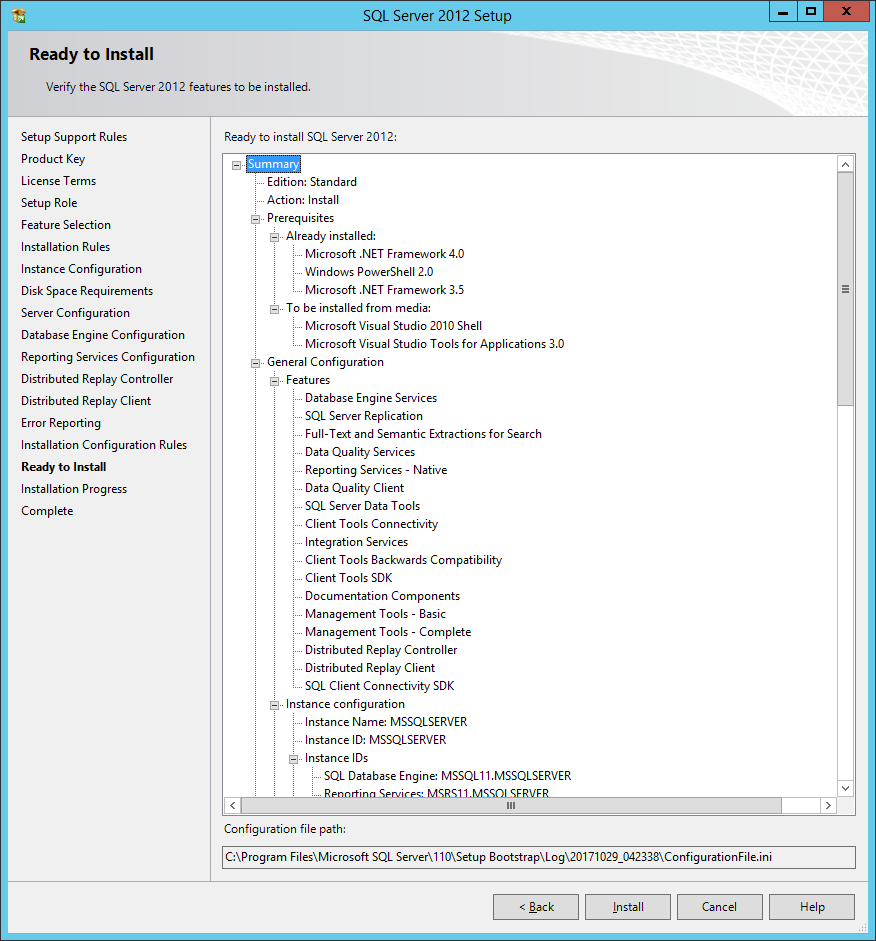 SQL Server 2012 Setup
Ready to Install
Verify the SQL Server 2012 features to be installed.
Setup Support Rules
Product Key
License Terms
Setup Role
Feature Selection
Installation Rules
Instance Configuration
Disk Space Requirements
Server Configuration
Database Engine Configuration
Reporting Services Configuration
Distributed Replay Controller
Distributed Replay Client
Error Reporting
Installation Configuration Rules
Ready to Install
Installation Progress
Complete
Ready to install SQL Server 2012:
Summary
Edition: Standard
Action: Install
Prerequisites
Already installed:
Microsoft .NET Framework 4.0
Windows PowerShell 2.0
Microsoft .NET Framework 3.5
To be installed from media:
Microsoft Visual Studio 2010 Shell
Microsoft Visual Studio Tools for Applications 3.0
General Configuration
Features
Database Engine Services
SQL Server Replication
Full-Text and Semantic Extractions for Search
Data Quality Services
Reporting Services - Native
Data Quality Client
SQL Server Data Tools
Client Tools Connectivity
Integration Services
Client Tools Backwards Compatibility
Client Tools SDK
Documentation Components
Management Tools - Basic
Management Tools - Complete
Distributed Replay Controller
Distributed Replay Client
SQL Client Connectivity SDK
Instance configuration
Instance Name: MSSQLSERVER
Instance ID: MSSQLSERVER
Instance IDs
SQL Database Engine: MSSQL11.MSSQLSERVER
Reporting Services: MSRS11.MSSQLSERVER
Configuration file path:
C:\Program Files\Microsoft SQL Server\110\Setup Bootstrap\Log\20171029_042338\ConfigurationFile.ini
< Back
Install
Cancel
Help